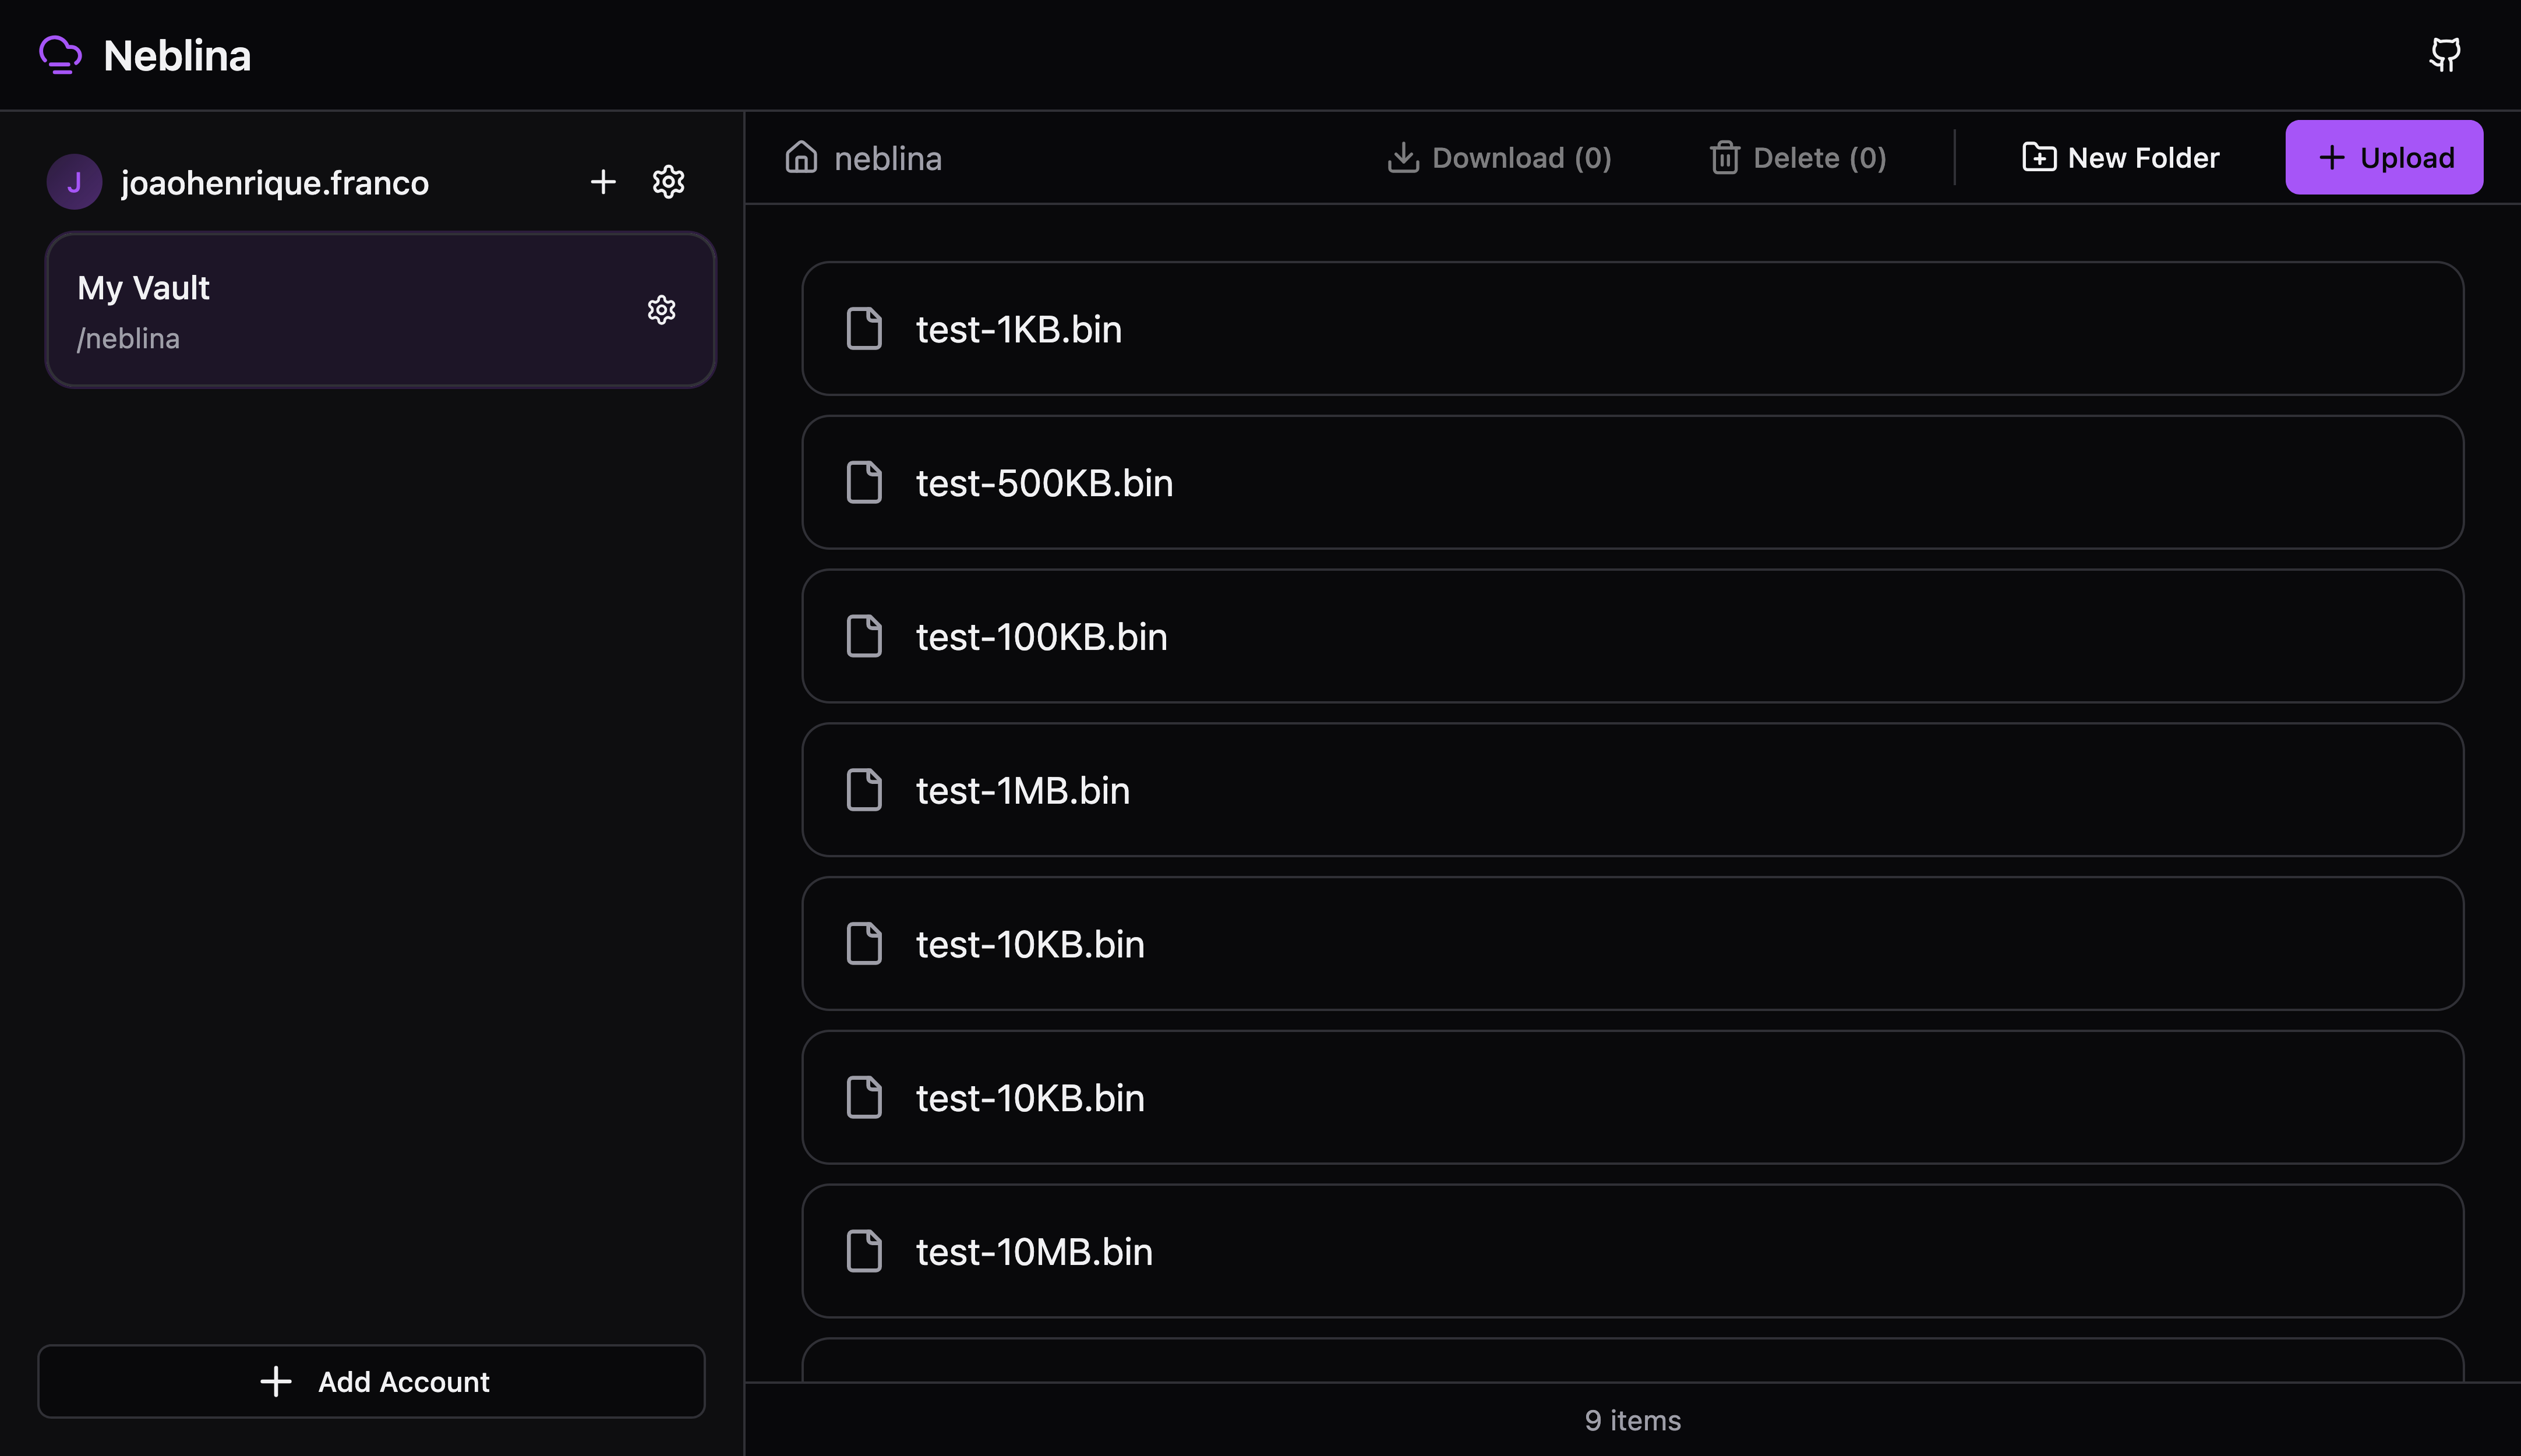 Neblina
J joaohenrique.franco
My Vault
/neblina
Add Account
neblina Download (0) Delete (0) New Folder Upload
test-1KB.bin
test-500KB.bin
test-100KB.bin
test-1MB.bin
test-10KB.bin
test-10KB.bin
test-10MB.bin
9 items